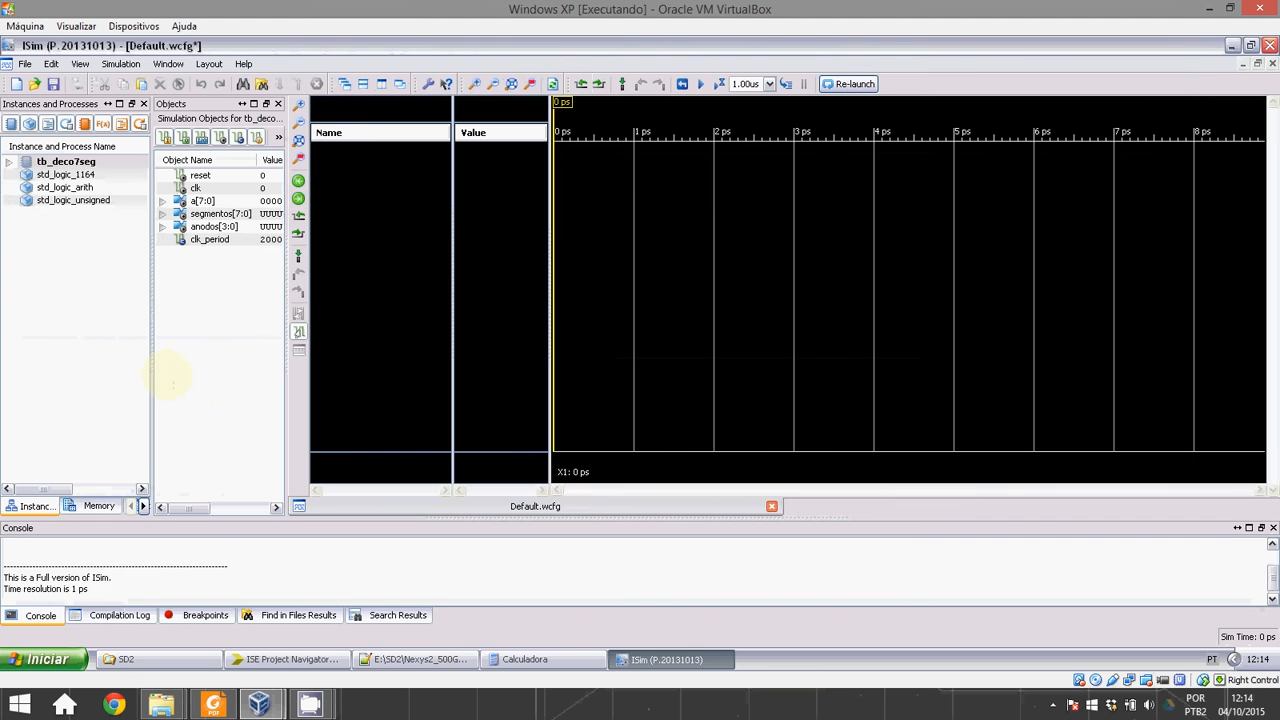 Windows XP [Executando] - Oracle VM VirtualBox
Máquina Visualizar Dispositivos Ajuda
ISim (P.20131013) - [Default.wcfg*]
File Edit View Simulation Window Layout Help
1.00us Re-launch
Instances and Processes
Instance and Process Name
tb_deco7seg
std_logic_1164
std_logic_arith
std_logic_unsigned
Instanc... Memory
Objects
Simulation Objects for tb_deco...
Object Name Value
reset 0
clk 0
a[7:0] 0000
segmentos[7:0] UUUU
anodos[3:0] UUUU
clk_period 2000
Name Value
0 ps
0 ps 1 ps 2 ps 3 ps 4 ps 5 ps 6 ps 7 ps 8 ps
X1: 0 ps
Default.wcfg
Console
This is a Full version of ISim.
Time resolution is 1 ps
Console Compilation Log Breakpoints Find in Files Results Search Results
Sim Time: 0 ps
Iniciar SD2 ISE Project Navigator... E:\SD2\Nexys2_500G... Calculadora ISim (P.20131013) PT 12:14
Right Control
POR 12:14
PTB2 04/10/2015